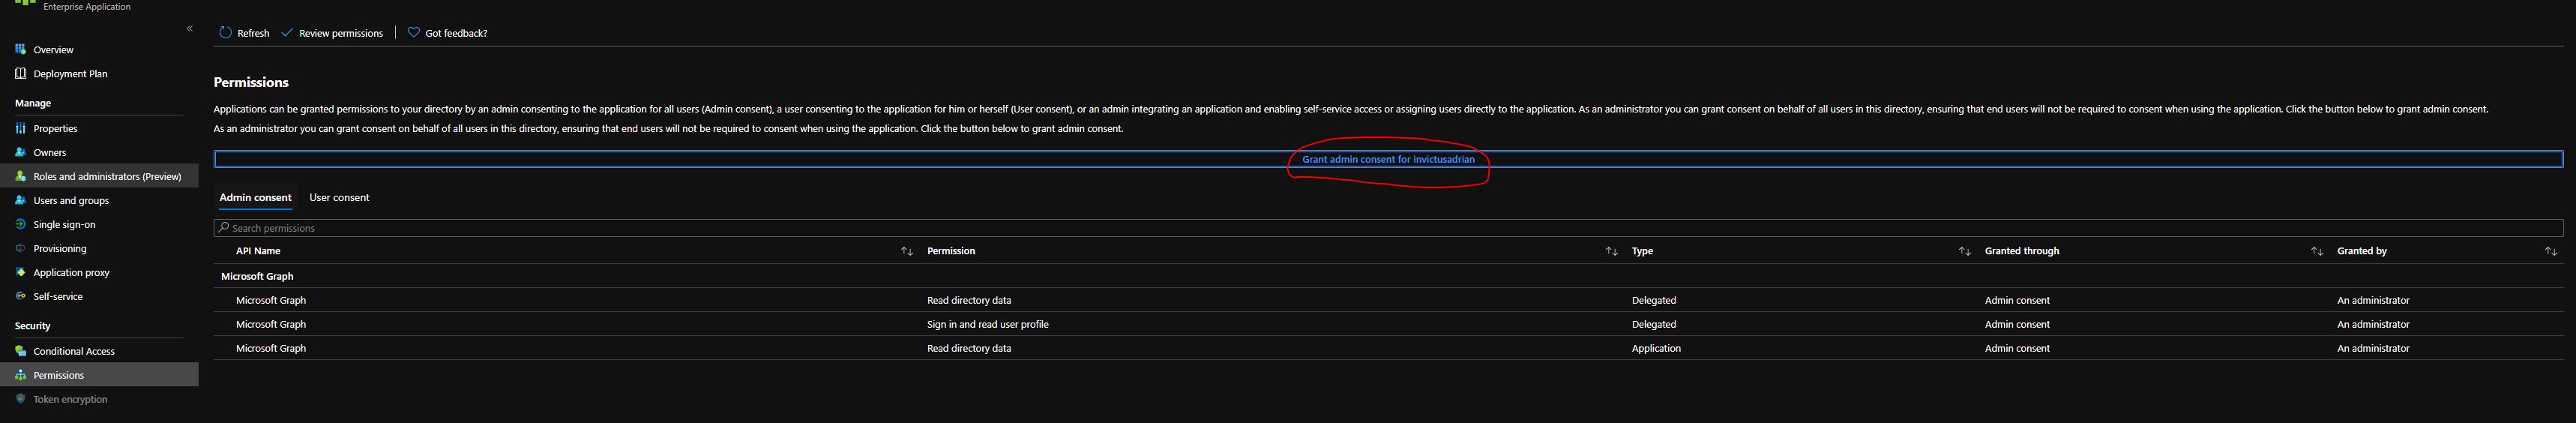 Enterprise Application
«
Overview
Deployment Plan
Manage
Properties
Owners
Roles and administrators (Preview)
Users and groups
Single sign-on
Provisioning
Application proxy
Self-service
Security
Conditional Access
Permissions
Token encryption
Refresh Review permissions Got feedback?
Permissions
Applications can be granted permissions to your directory by an admin consenting to the application for all users (Admin consent), a user consenting to the application for him or herself (User consent), or an admin integrating an application and enabling self-service access or assigning users directly to the application. As an administrator you can grant consent on behalf of all users in this directory, ensuring that end users will not be required to consent when using the application. Click the button below to grant admin consent.
As an administrator you can grant consent on behalf of all users in this directory, ensuring that end users will not be required to consent when using the application. Click the button below to grant admin consent.
Grant admin consent for invictusadrian
Admin consent User consent
Search permissions
API Name Permission Type Granted through Granted by
Microsoft Graph
Microsoft Graph Read directory data Delegated Admin consent An administrator
Microsoft Graph Sign in and read user profile Delegated Admin consent An administrator
Microsoft Graph Read directory data Application Admin consent An administrator